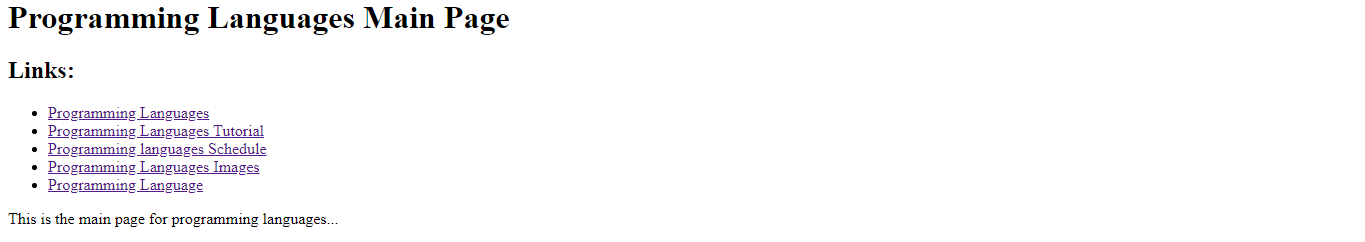 Programming Languages Main Page
Links:
Programming Languages
Programming Languages Tutorial
Programming languages Schedule
Programming Languages Images
Programming Language
This is the main page for programming languages...